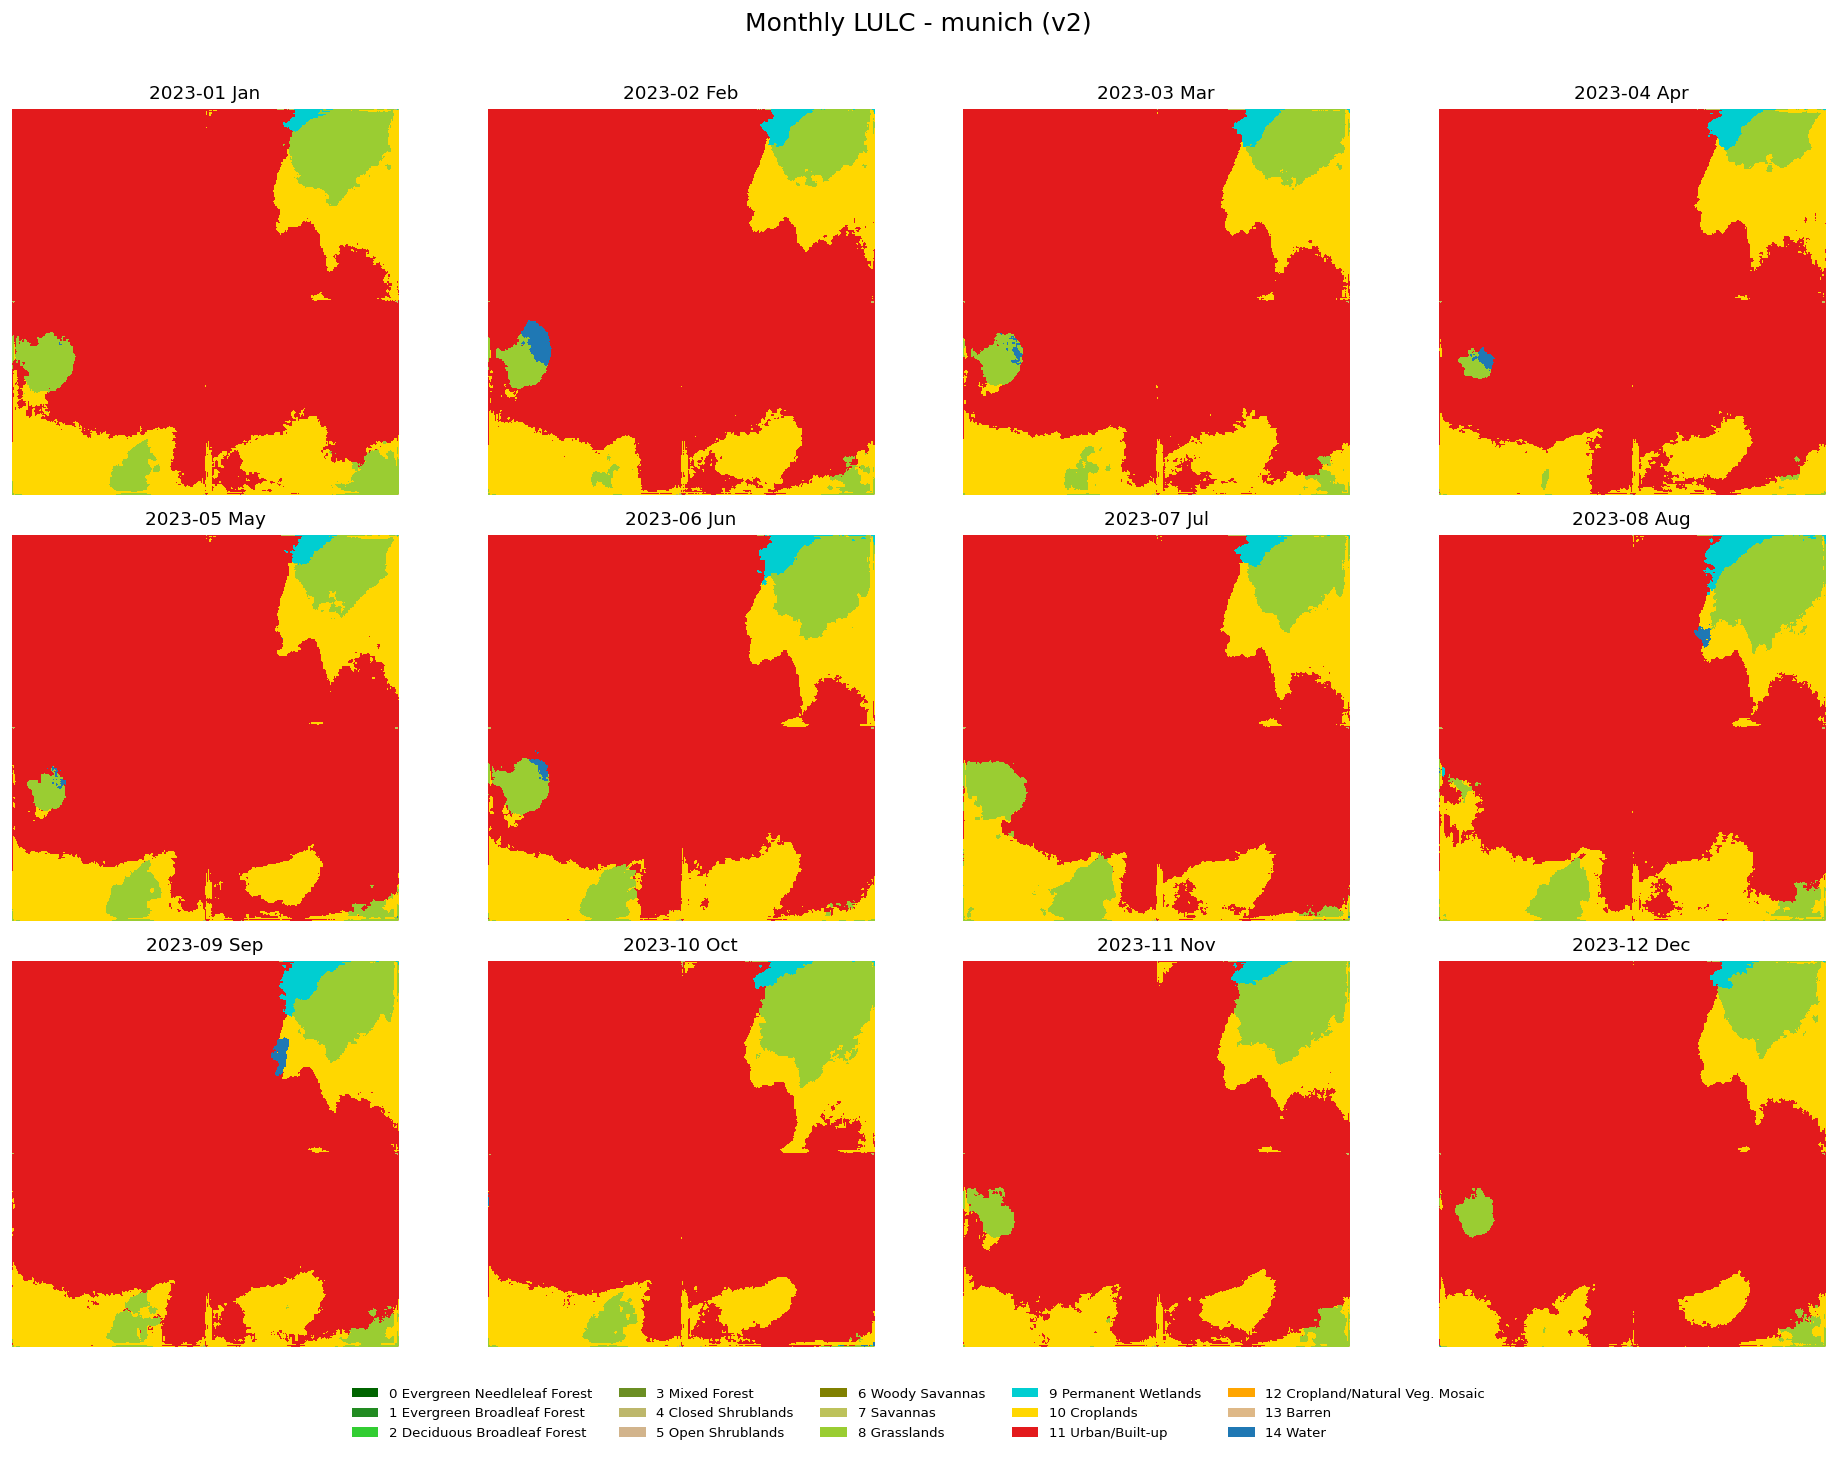 Monthly LULC - munich (v2)
2023-01 Jan
2023-02 Feb
2023-03 Mar
2023-04 Apr
2023-05 May
2023-06 Jun
2023-07 Jul
2023-08 Aug
2023-09 Sep
2023-10 Oct
2023-11 Nov
2023-12 Dec
0 Evergreen Needleleaf Forest
1 Evergreen Broadleaf Forest
2 Deciduous Broadleaf Forest
3 Mixed Forest
4 Closed Shrublands
5 Open Shrublands
6 Woody Savannas
7 Savannas
8 Grasslands
9 Permanent Wetlands
10 Croplands
11 Urban/Built-up
12 Cropland/Natural Veg. Mosaic
13 Barren
14 Water